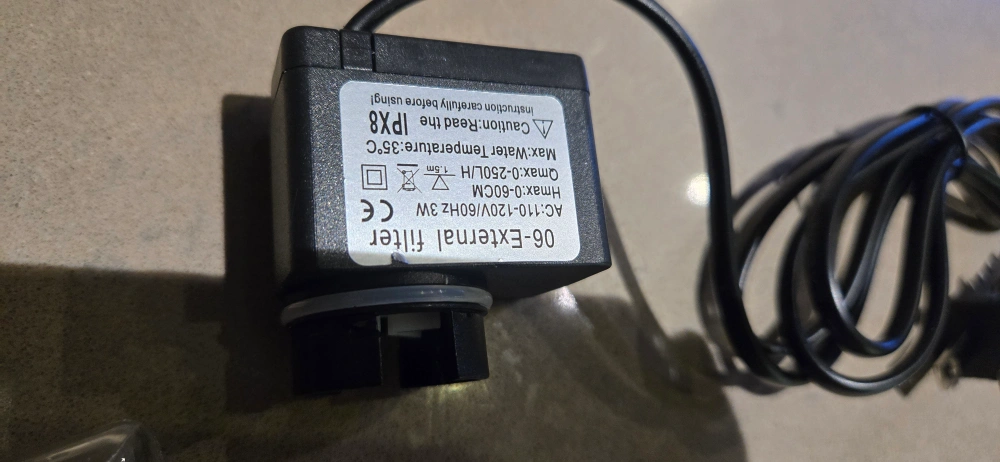 06-External filter
AC:110-120V/60Hz 3W CE
Hmax:0-60CM
Qmax:0-250L/H 1.5m
Max:Water Temperature:35°C
Caution:Read the IPX8
instruction carefully before using!